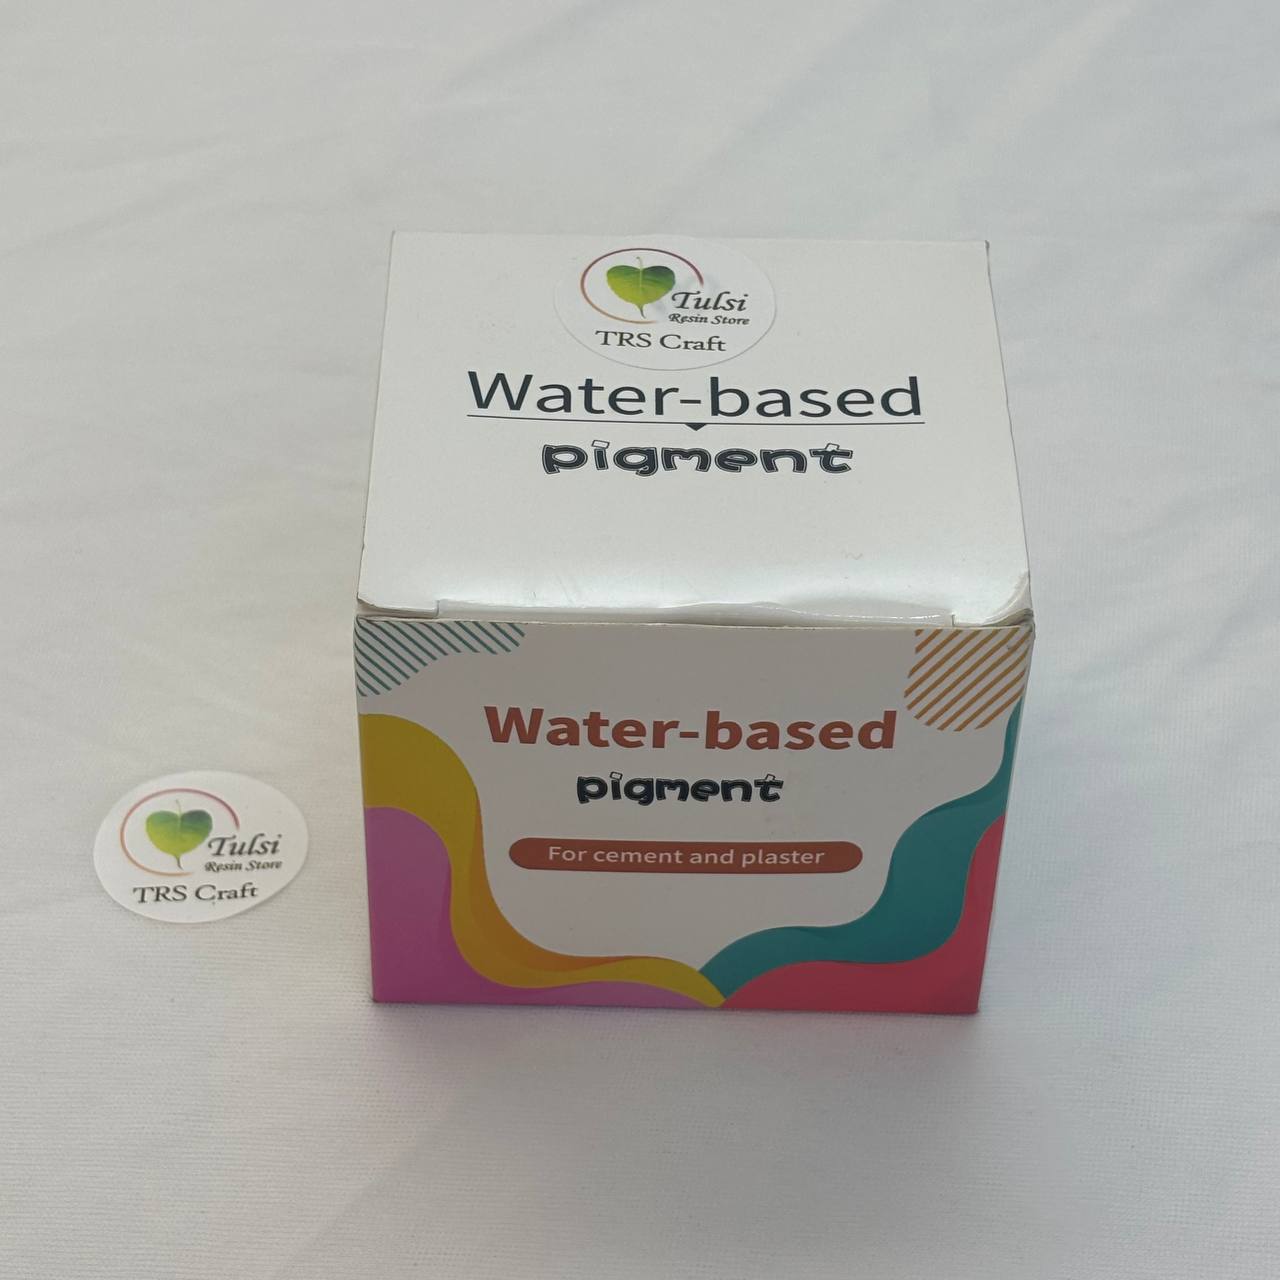 Tulsi
Resin Store
TRS Craft
Water-based
pigment
Water-based
pigment
For cement and plaster
Tulsi
Resin Store
TRS Craft